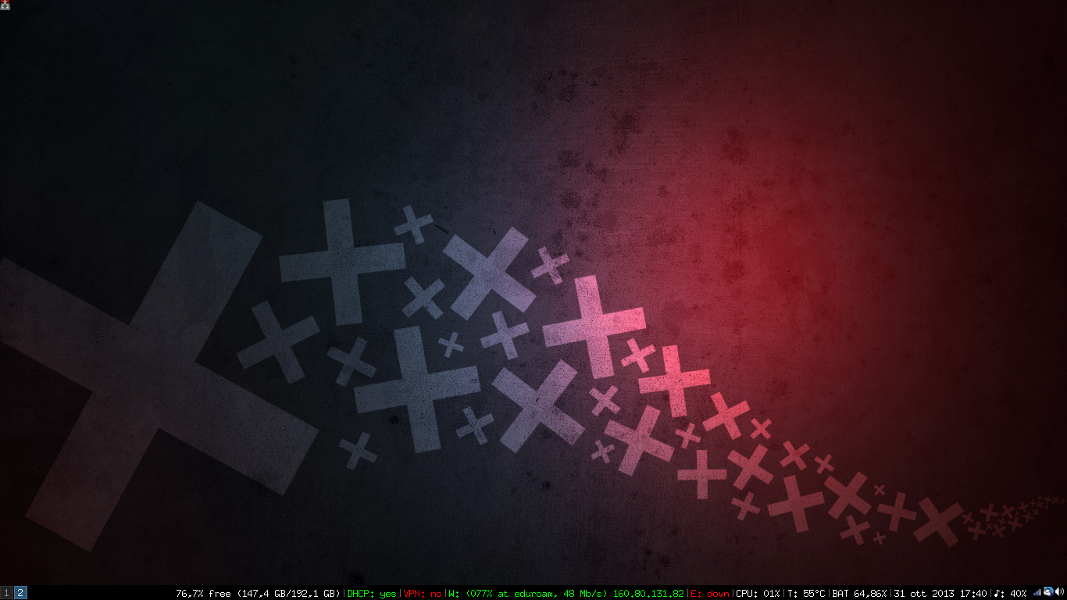 1 2 76,7% free (147,4 GB/192,1 GB)|DHCP: yes|VPN: no|W: (077% at eduroam, 48 Mb/s) 160.80.131.82|E: down|CPU: 01%|T: 55°C|BAT 64,86%|31 ott 2013 17:40|♪: 40%